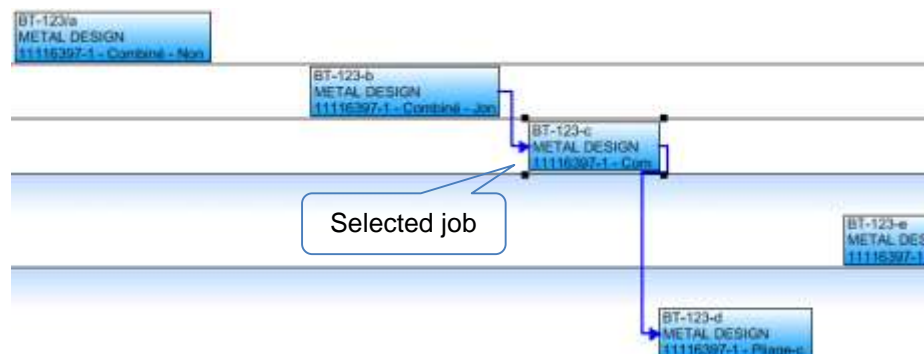 BT-123/a
METAL DESIGN
11116397-1 - Combiné - Non
BT-123-b
METAL DESIGN
11116397-1 - Combiné - Jon
BT-123-c
METAL DESIGN
11116397-1 - Com
Selected job
BT-123-e
METAL DES
11116397-1
BT-123-d
METAL DESIGN
11116397-1 - Pliage-c